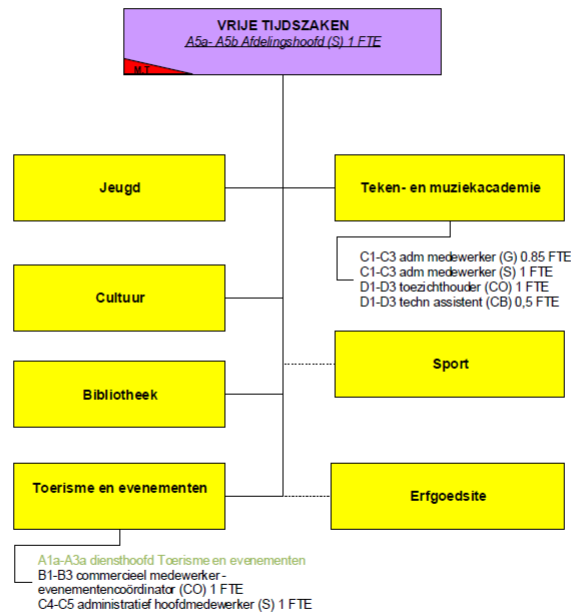 VRIJE TIJDSZAKEN
A5a- A5b Afdelingshoofd (S) 1 FTE
M.T
Jeugd
Teken- en muziekacademie
C1-C3 adm medewerker (G) 0.85 FTE
C1-C3 adm medewerker (S) 1 FTE
D1-D3 toezichthouder (CO) 1 FTE
D1-D3 techn assistent (CB) 0,5 FTE
Cultuur
Sport
Bibliotheek
Toerisme en evenementen
Erfgoedsite
A1a-A3a diensthoofd Toerisme en evenementen
B1-B3 commercieel medewerker -
evenementencoördinator (CO) 1 FTE
C4-C5 administratief hoofdmedewerker (S) 1 FTE